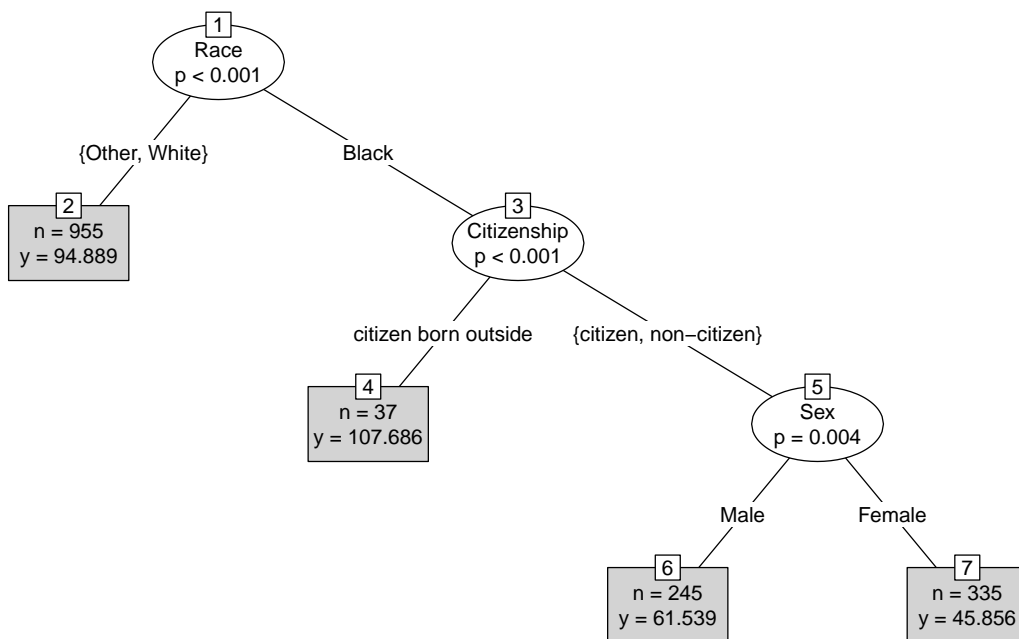 1
Race
p < 0.001
{Other, White}
Black
2
n = 955
y = 94.889
3
Citizenship
p < 0.001
citizen born outside
{citizen, non−citizen}
4
n = 37
y = 107.686
5
Sex
p = 0.004
Male
Female
6
n = 245
y = 61.539
7
n = 335
y = 45.856